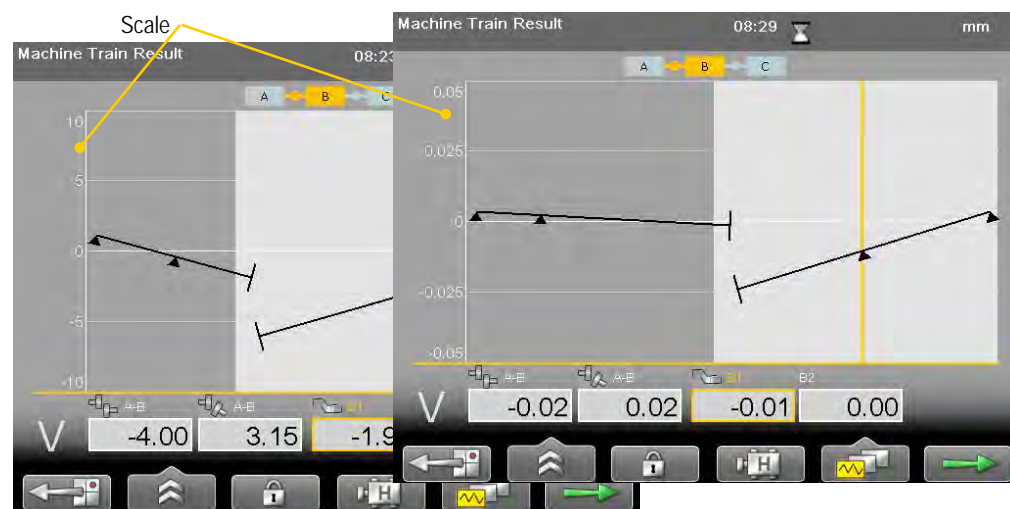 Scale
Machine Train Result 08:23
A B C
10
5
0
-5
-10
A-B A-B B1
V -4.00 3.15 -1.9
H
Machine Train Result 08:29 mm
A B C
0.05
0.025
0
-0.025
-0.05
A-B A-B B1 B2
V -0.02 0.02 -0.01 0.00
H